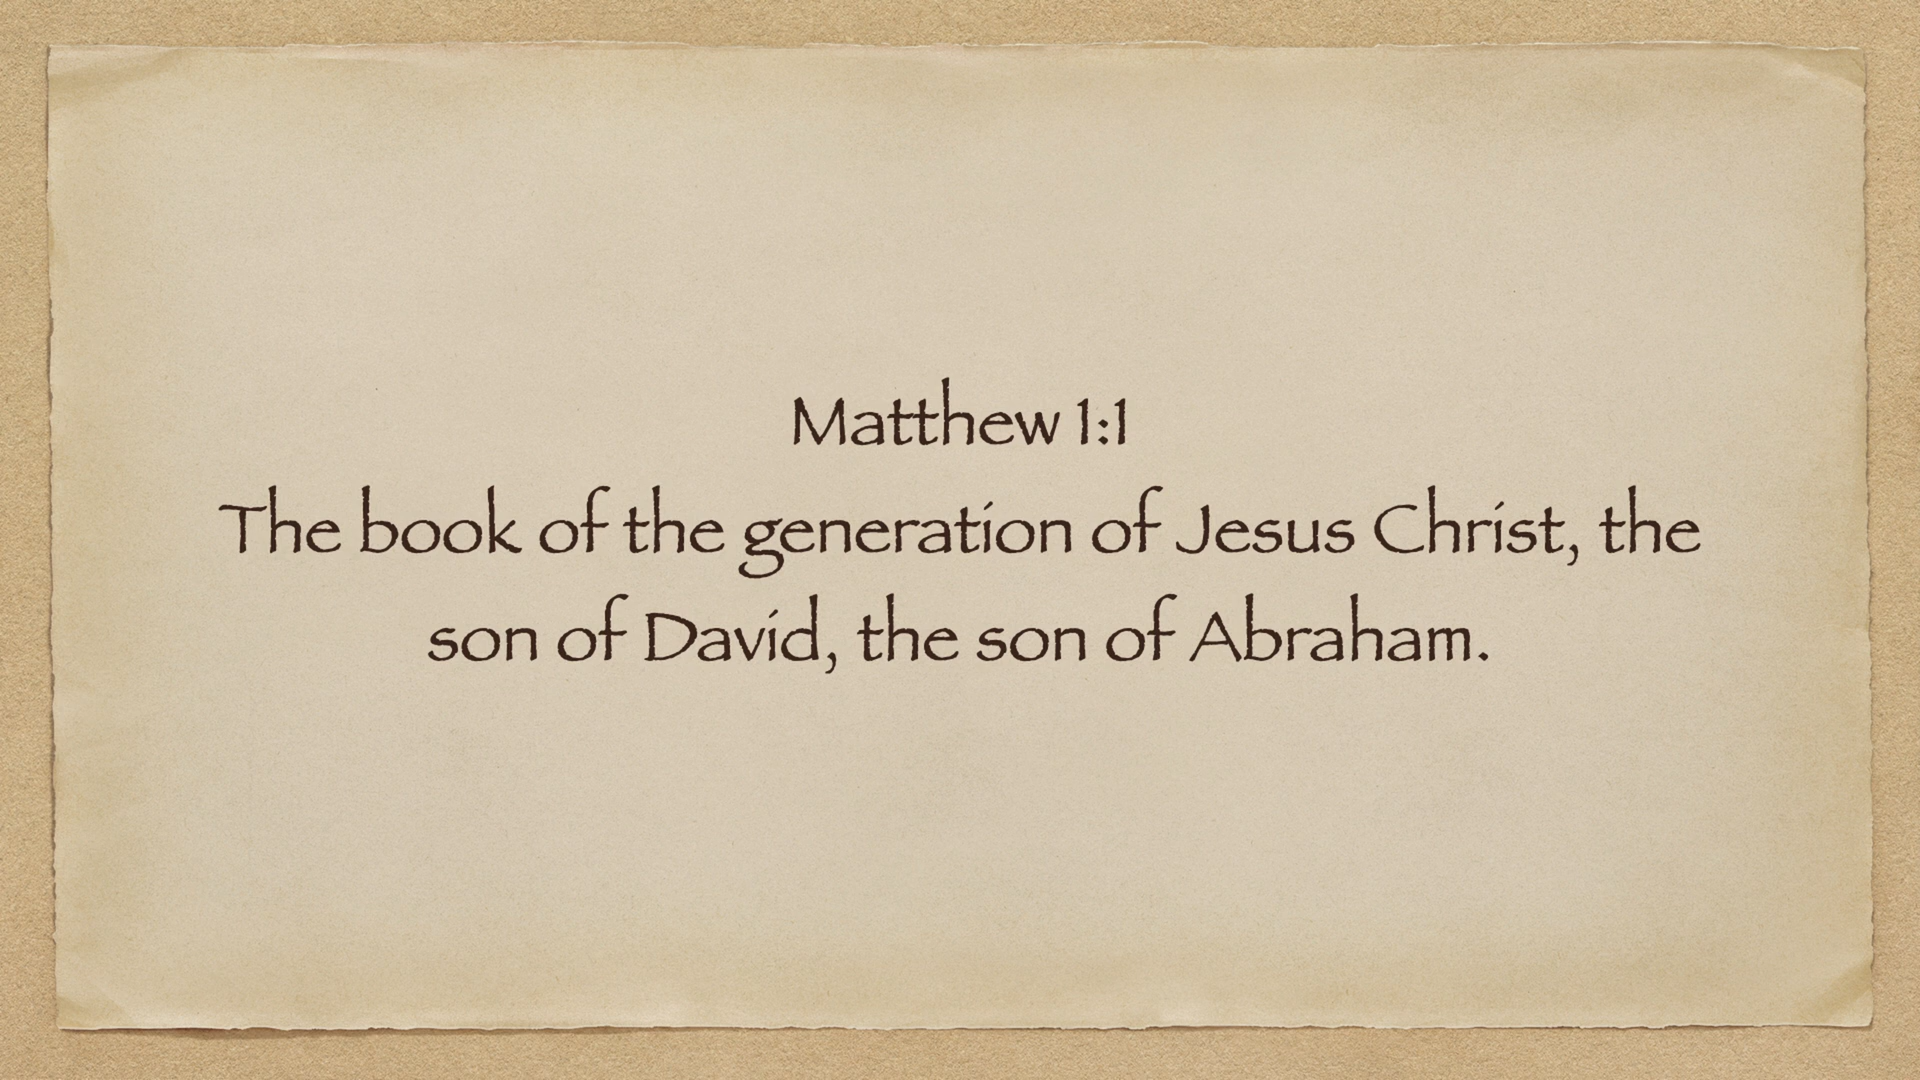 Matthew 1:1
The book of the generation of Jesus Christ, the
son of David, the son of Abraham.